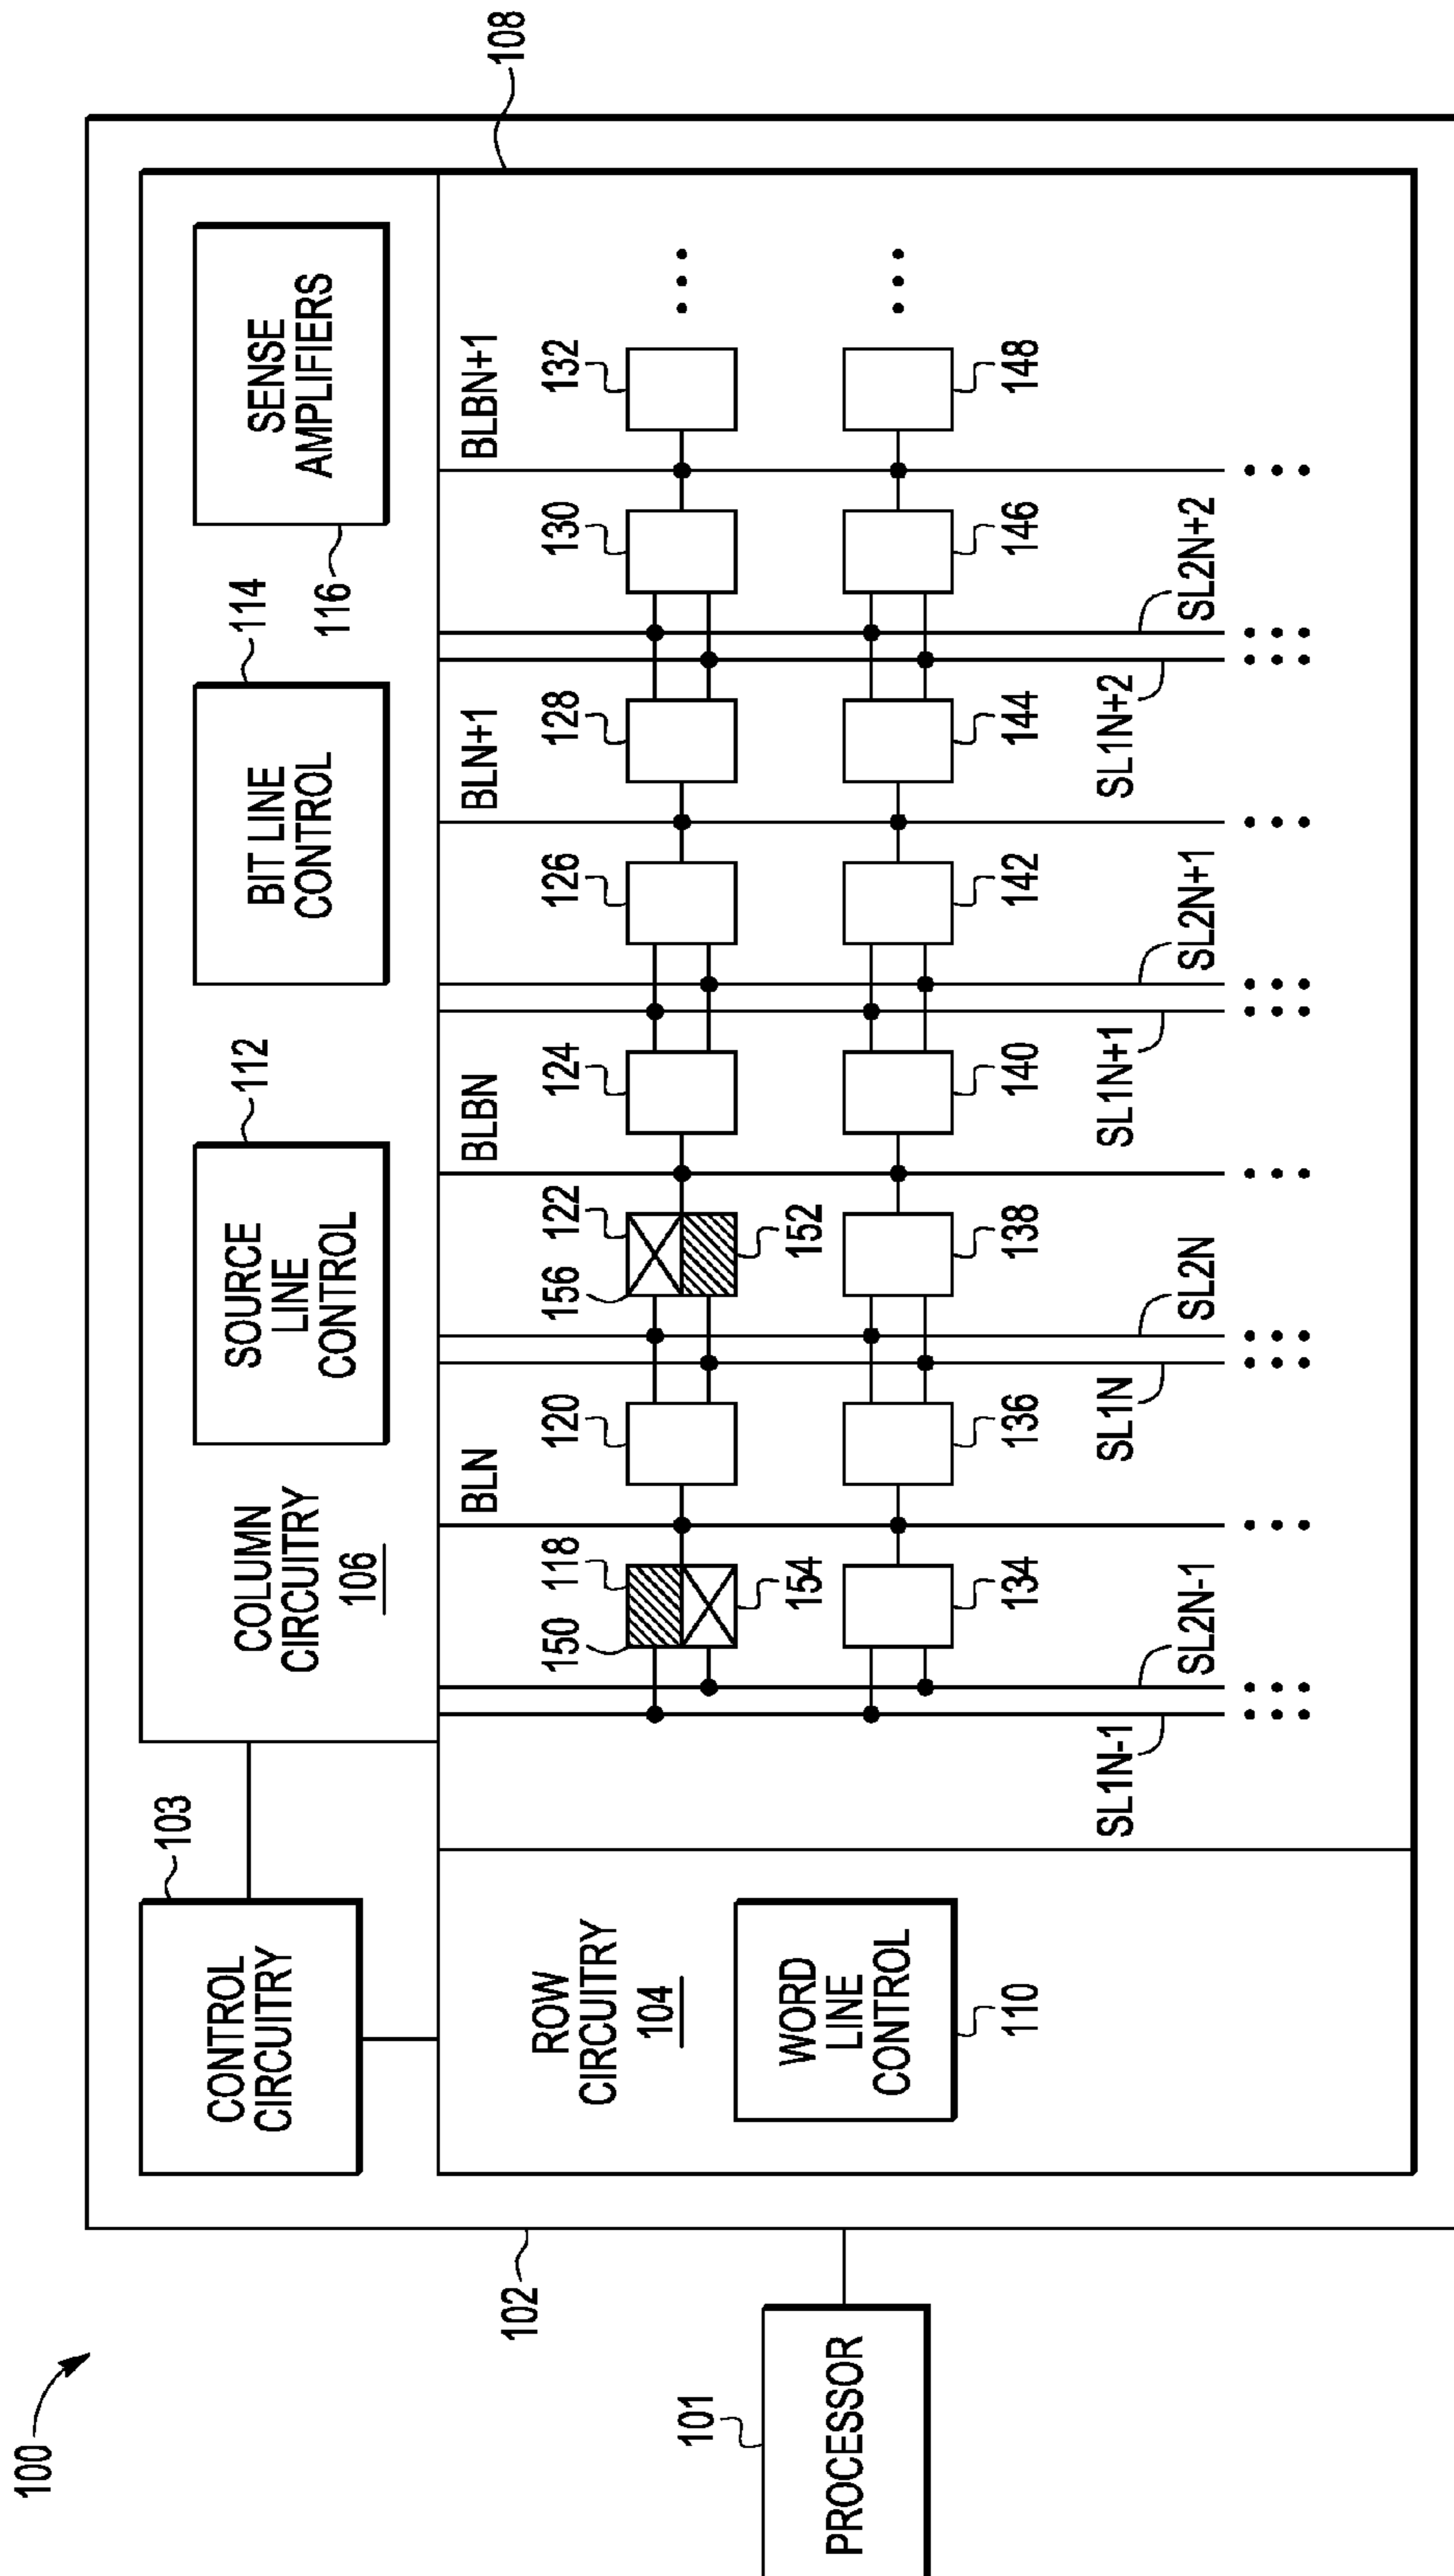 100
PROCESSOR
101
102
CONTROL
CIRCUITRY
103
ROW
CIRCUITRY
104
WORD
LINE
CONTROL
110
COLUMN
CIRCUITRY
106
SOURCE
LINE
CONTROL
112
BIT LINE
CONTROL
114
SENSE
AMPLIFIERS
116
108
BLN
BLBN
BLN+1
BLBN+1
150
118
120
156
122
124
126
128
130
132
154
152
134
136
138
140
142
144
146
148
SL1N-1
SL2N-1
SL1N
SL2N
SL1N+1
SL2N+1
SL1N+2
SL2N+2